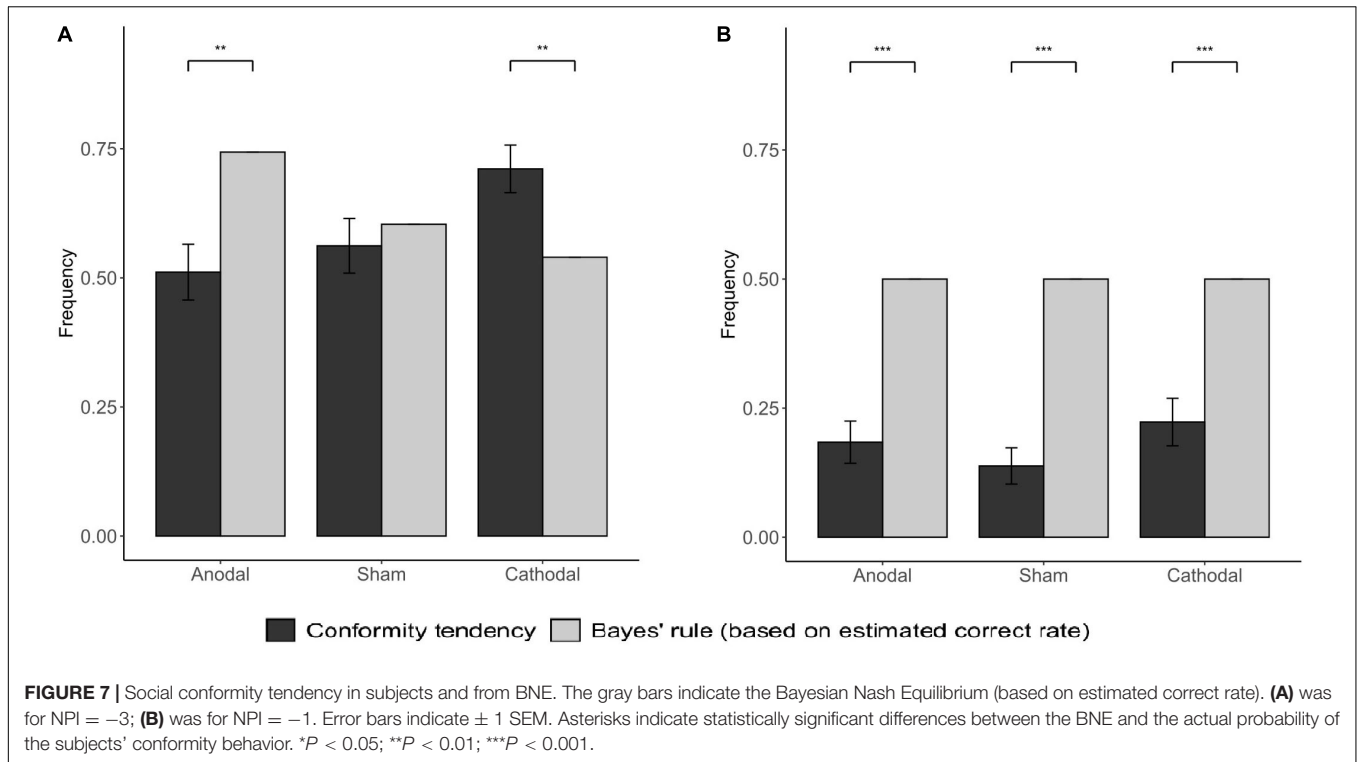 A
**
**
0.75
0.50
0.25
0.00
Frequency
Anodal Sham Cathodal
B
***
***
***
0.75
0.50
0.25
0.00
Frequency
Anodal Sham Cathodal
Conformity tendency Bayes' rule (based on estimated correct rate)
FIGURE 7 | Social conformity tendency in subjects and from BNE. The gray bars indicate the Bayesian Nash Equilibrium (based on estimated correct rate). (A) was
for NPI = −3; (B) was for NPI = −1. Error bars indicate ± 1 SEM. Asterisks indicate statistically significant differences between the BNE and the actual probability of
the subjects' conformity behavior. *P < 0.05; **P < 0.01; ***P < 0.001.